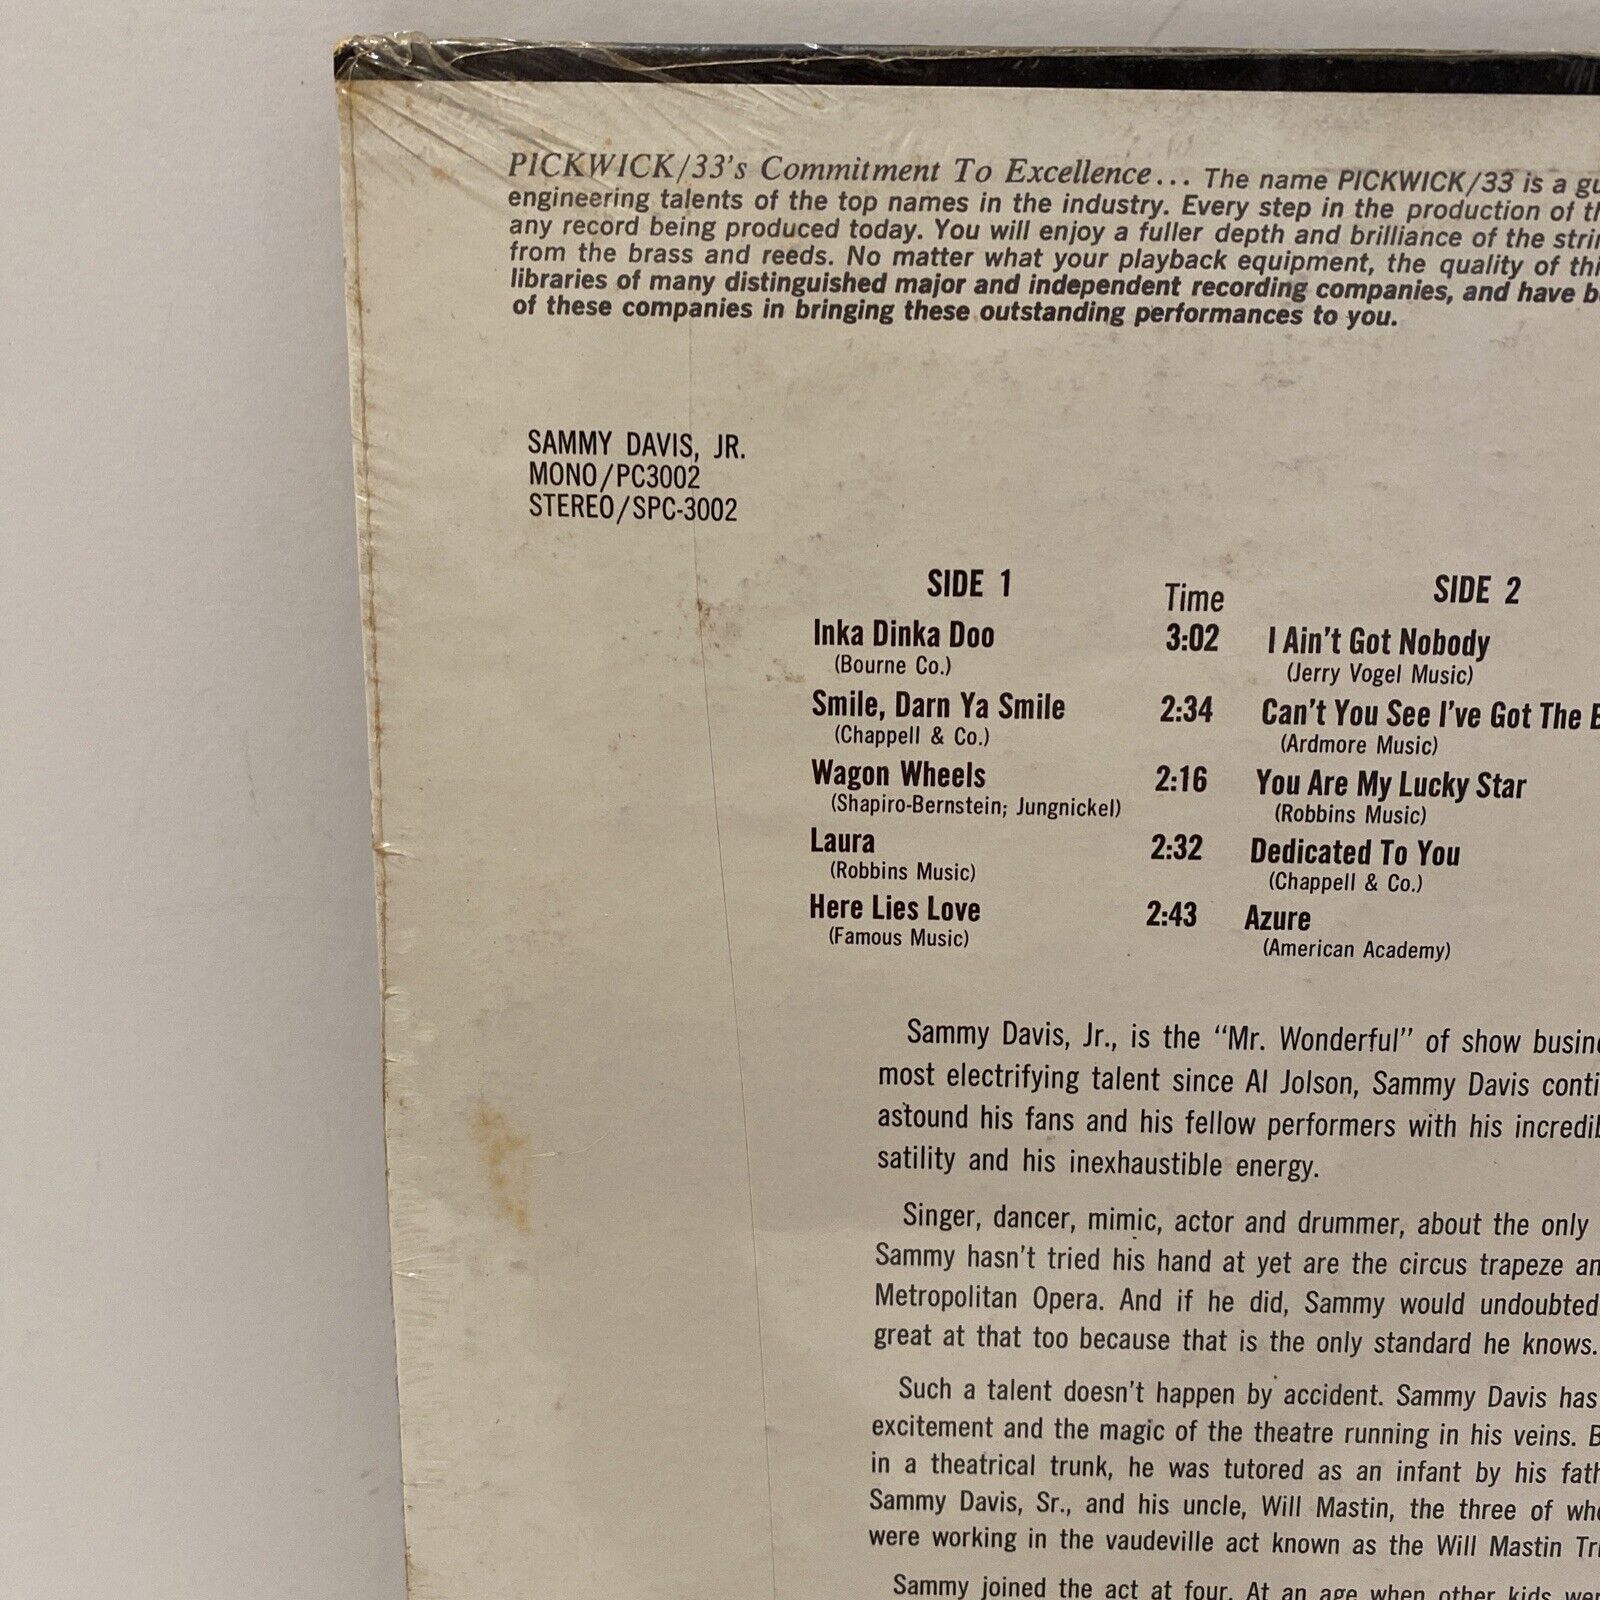 PICKWICK/33's Commitment To Excellence... The name PICKWICK/33 is a
engineering talents of the top names in the industry. Every step in the production of
any record being produced today. You will enjoy a fuller depth and brilliance of the
from the brass and reeds. No matter what your playback equipment, the quality of
libraries of many distinguished major and independent recording companies, and have
of these companies in bringing these outstanding performances to you.
SAMMY DAVIS, JR.
MONO/PC3002
STEREO/SPC-3002
SIDE 1
Time
Inka Dinka Doo 3:02
(Bourne Co.)
Smile, Darn Ya Smile 2:34
(Chappell & Co.)
Wagon Wheels 2:16
(Shapiro-Bernstein; Jungnickel)
Laura 2:32
(Robbins Music)
Here Lies Love 2:43
(Famous Music)
SIDE 2
I Ain't Got Nobody
(Jerry Vogel Music)
Can't You See I've Got The
(Ardmore Music)
You Are My Lucky Star
(Robbins Music)
Dedicated To You
(Chappell & Co.)
Azure
(American Academy)
Sammy Davis, Jr., is the "Mr. Wonderful" of show
most electrifying talent since Al Jolson, Sammy Davis
astound his fans and his fellow performers with his
satility and his inexhaustible energy.
Singer, dancer, mimic, actor and drummer, about the only
Sammy hasn't tried his hand at yet are the circus trapeze
Metropolitan Opera. And if he did, Sammy would
great at that too because that is the only standard he knows.
Such a talent doesn't happen by accident. Sammy Davis has
excitement and the magic of the theatre running in his veins.
in a theatrical trunk, he was tutored as an infant by his
Sammy Davis, Sr., and his uncle, Will Mastin, the three of
were working in the vaudeville act known as the Will Mastin
Sammy joined the act at four. At an age when other kids